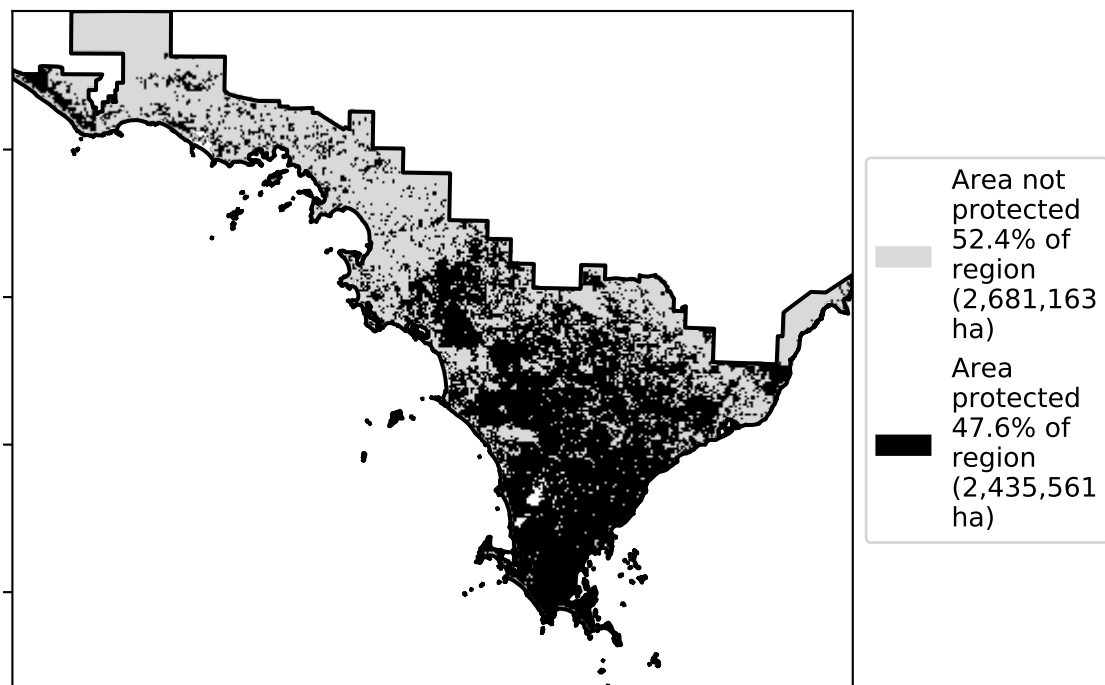 Area not
protected
52.4% of
region
(2,681,163
ha)
Area
protected
47.6% of
region
(2,435,561
ha)